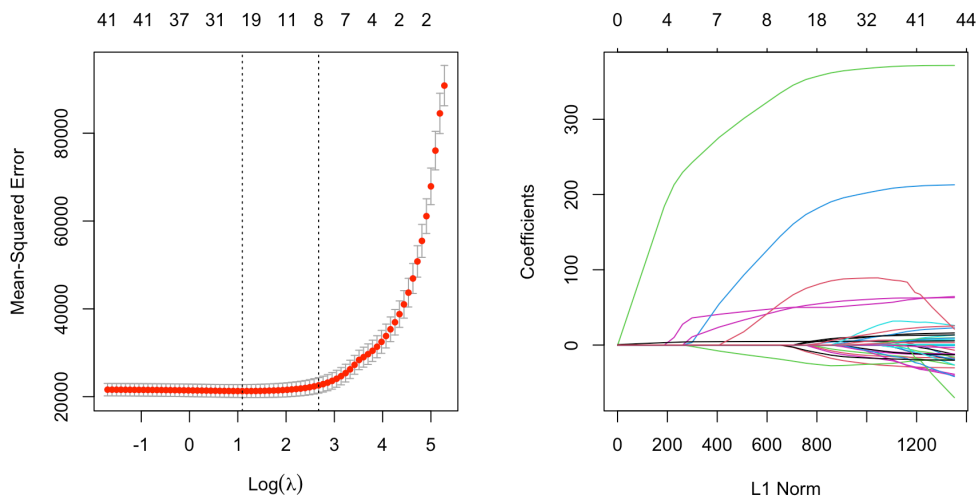 41 41 37 31 19 11 8 7 4 2 2
Mean-Squared Error
80000
60000
40000
20000
-1 0 1 2 3 4 5
Log(λ)
0 4 7 8 18 32 41 44
Coefficients
300
200
100
0
0 200 400 600 800 1200
L1 Norm